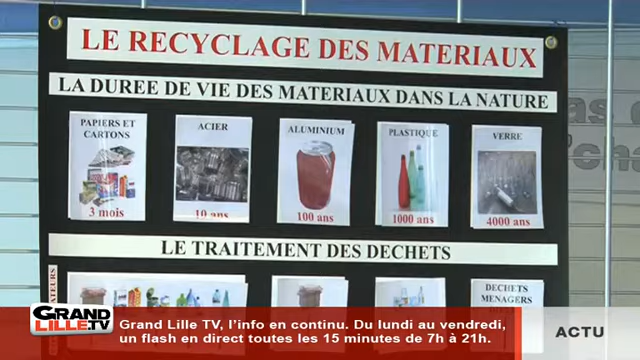 LE RECYCLAGE DES MATERIAUX
LA DUREE DE VIE DES MATERIAUX DANS LA NATURE
PAPIERS ET
CARTONS
3 mois
ACIER
10 ans
ALUMINIUM
100 ans
PLASTIQUE
1000 ans
VERRE
4000 ans
LE TRAITEMENT DES DECHETS
DECHETS
MENAGERS
GRAND
LILLE TV
Grand Lille TV, l'info en continu. Du lundi au vendredi,
un flash en direct toutes les 15 minutes de 7h à 21h.
ACTU